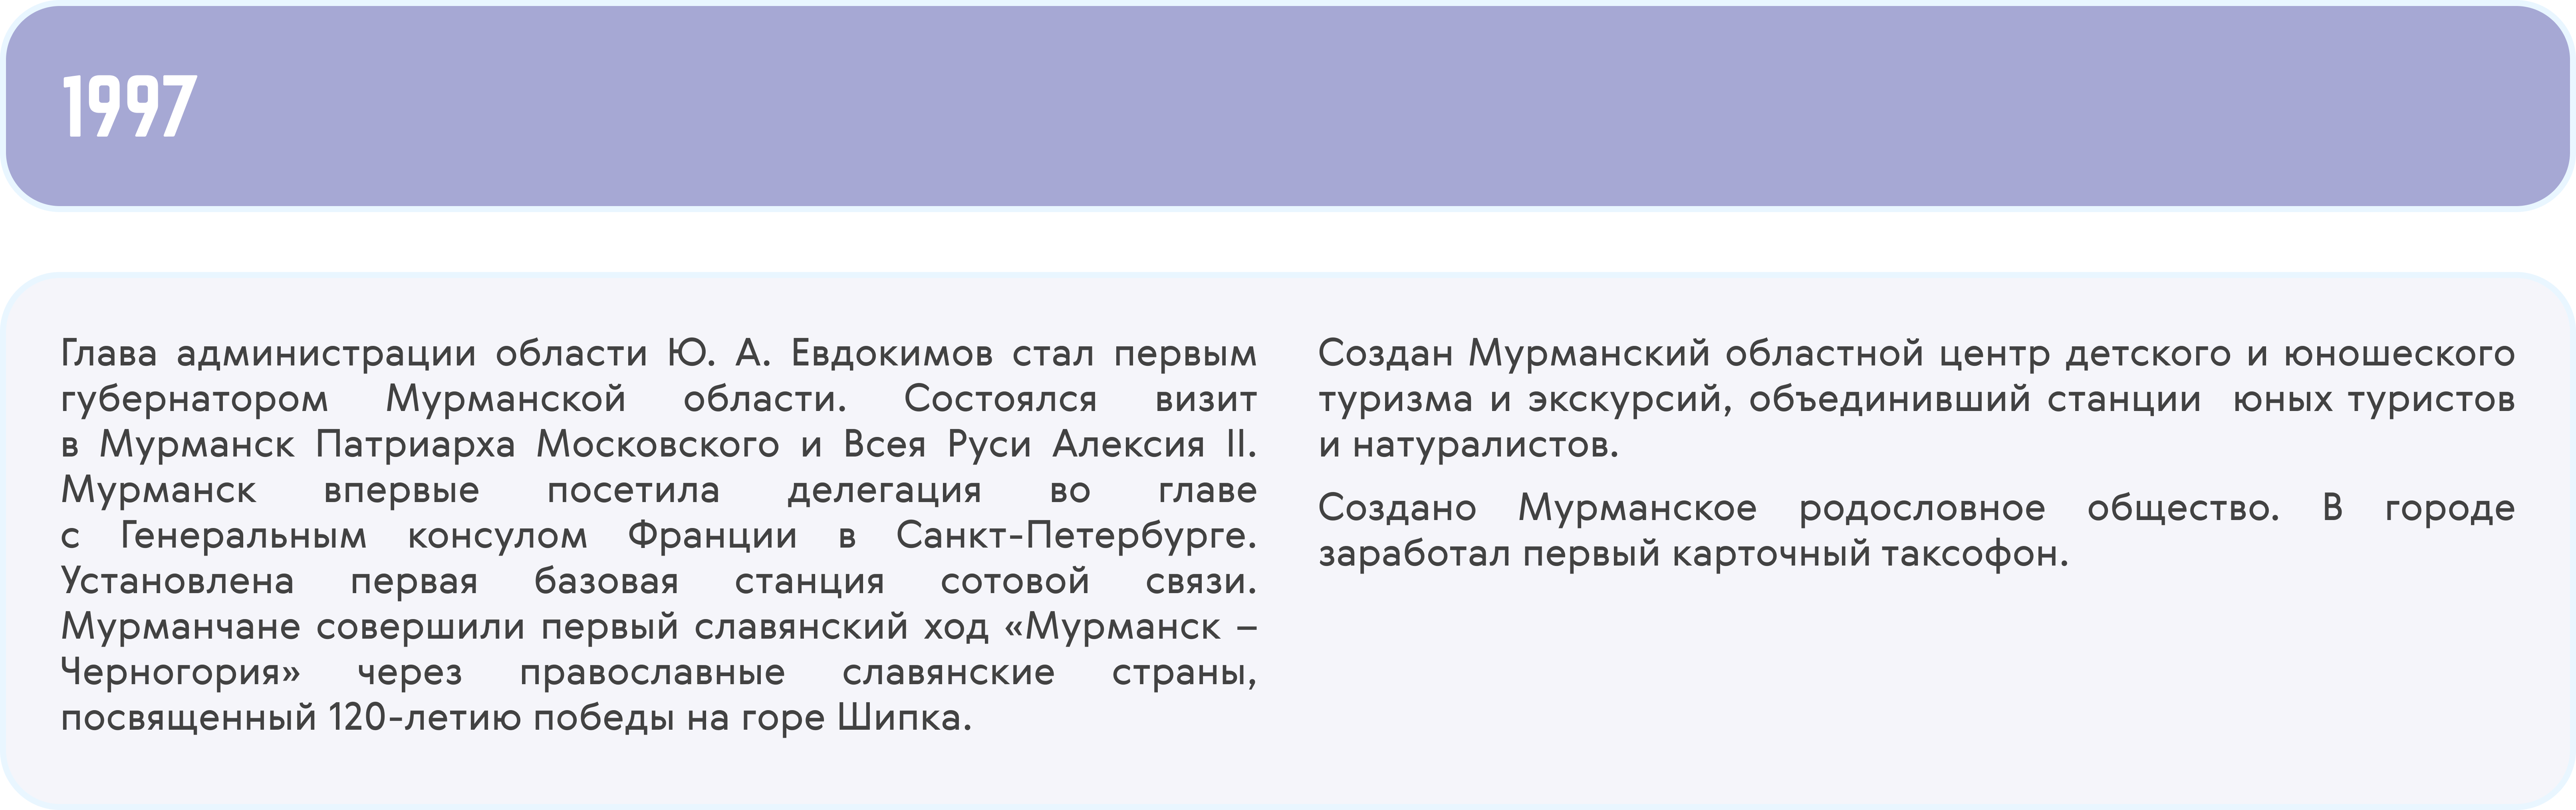 1997
Глава администрации области Ю. А. Евдокимов стал первым
губернатором Мурманской области. Состоялся визит
в Мурманск Патриарха Московского и Всея Руси Алексия II.
Мурманск впервые посетила делегация во главе
с Генеральным консулом Франции в Санкт-Петербурге.
Установлена первая базовая станция сотовой связи.
Мурманчане совершили первый славянский ход «Мурманск –
Черногория» через православные славянские страны,
посвященный 120-летию победы на горе Шипка.
Создан Мурманский областной центр детского и юношеского
туризма и экскурсий, объединивший станции юных туристов
и натуралистов.
Создано Мурманское родословное общество. В городе
заработал первый карточный таксофон.